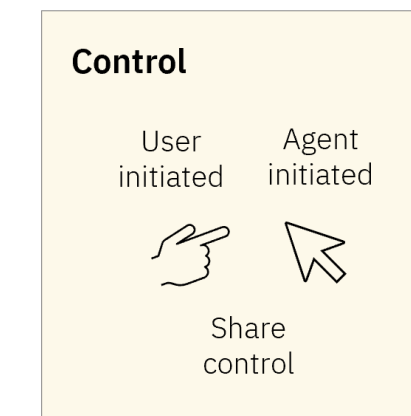 Control
User
initiated
Agent
initiated
Share
control